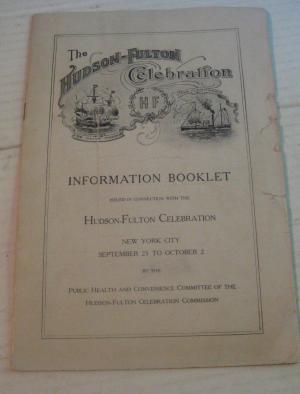 The
HUDSON-FULTON
Celebration
HF
INFORMATION BOOKLET
ISSUED IN CONNECTION WITH THE
HUDSON-FULTON CELEBRATION
NEW YORK CITY
SEPTEMBER 25 TO OCTOBER 2
BY THE
PUBLIC HEALTH AND CONVENIENCE COMMITTEE OF THE
HUDSON-FULTON CELEBRATION COMMISSION